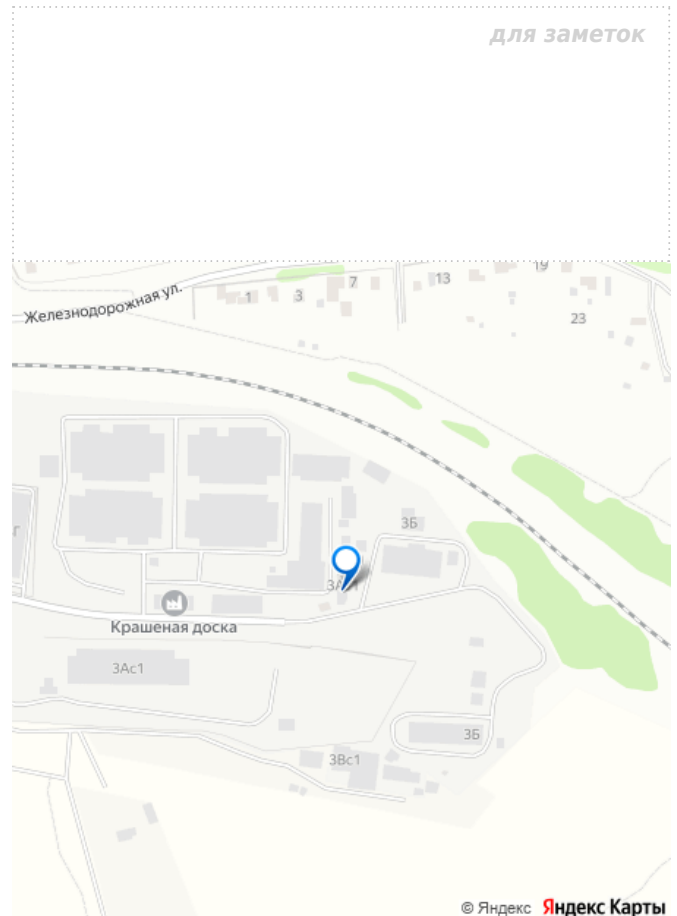 для заметок
19
13
7
Железнодорожная ул.
1
3
23
3Б
Крашеная доска
3Ас1
3Б
3Вс1
© Яндекс Яндекс Карты